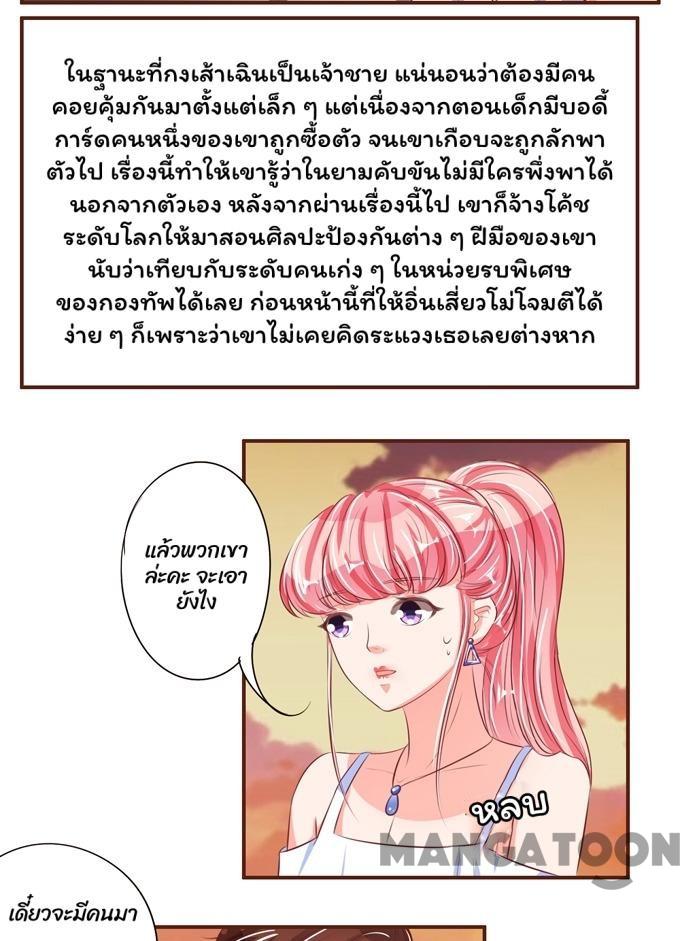 ในฐานะที่กงเส้าเฉินเป็นเจ้าชาย แน่นอนว่าต้องมีคน
คอยคุ้มกันมาตั้งแต่เล็ก ๆ แต่เนื่องจากตอนเด็กมีบอดี้
การ์ดคนหนึ่งของเขาถูกซื้อตัว จนเขาเกือบจะถูกลักพา
ตัวไป เรื่องนี้ทำให้เขารู้ว่าในยามคับขันไม่มีใครพึ่งพาได้
นอกจากตัวเอง หลังจากผ่านเรื่องนี้ไป เขาก็จ้างโค้ช
ระดับโลกให้มาสอนศิลปะป้องกันต่าง ๆ ฝีมือของเขา
นับว่าเทียบกับระดับคนเก่ง ๆ ในหน่วยรบพิเศษ
ของกองทัพได้เลย ก่อนหน้านี้ที่ให้อิ่นเสี่ยวโม่โจมตีได้
ง่าย ๆ ก็เพราะว่าเขาไม่เคยคิดระแวงเธอเลยต่างหาก
แล้วพวกเขา
ล่ะคะ จะเอา
ยังไง
หลบ
MANGATOON
เดี๋ยวจะมีคนมา